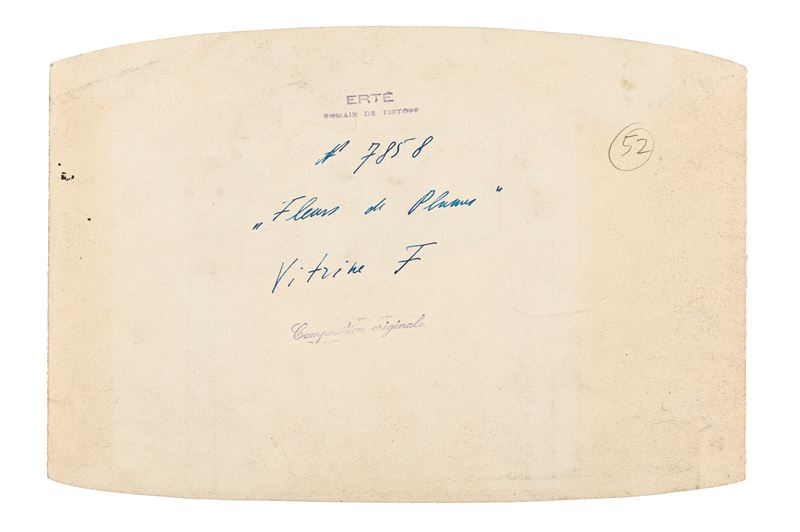 ERTÉ
ROMAIN DE TIRTOFF
N° 7858
„Fleurs de Plumes"
Vitrine F
Composition originale
52